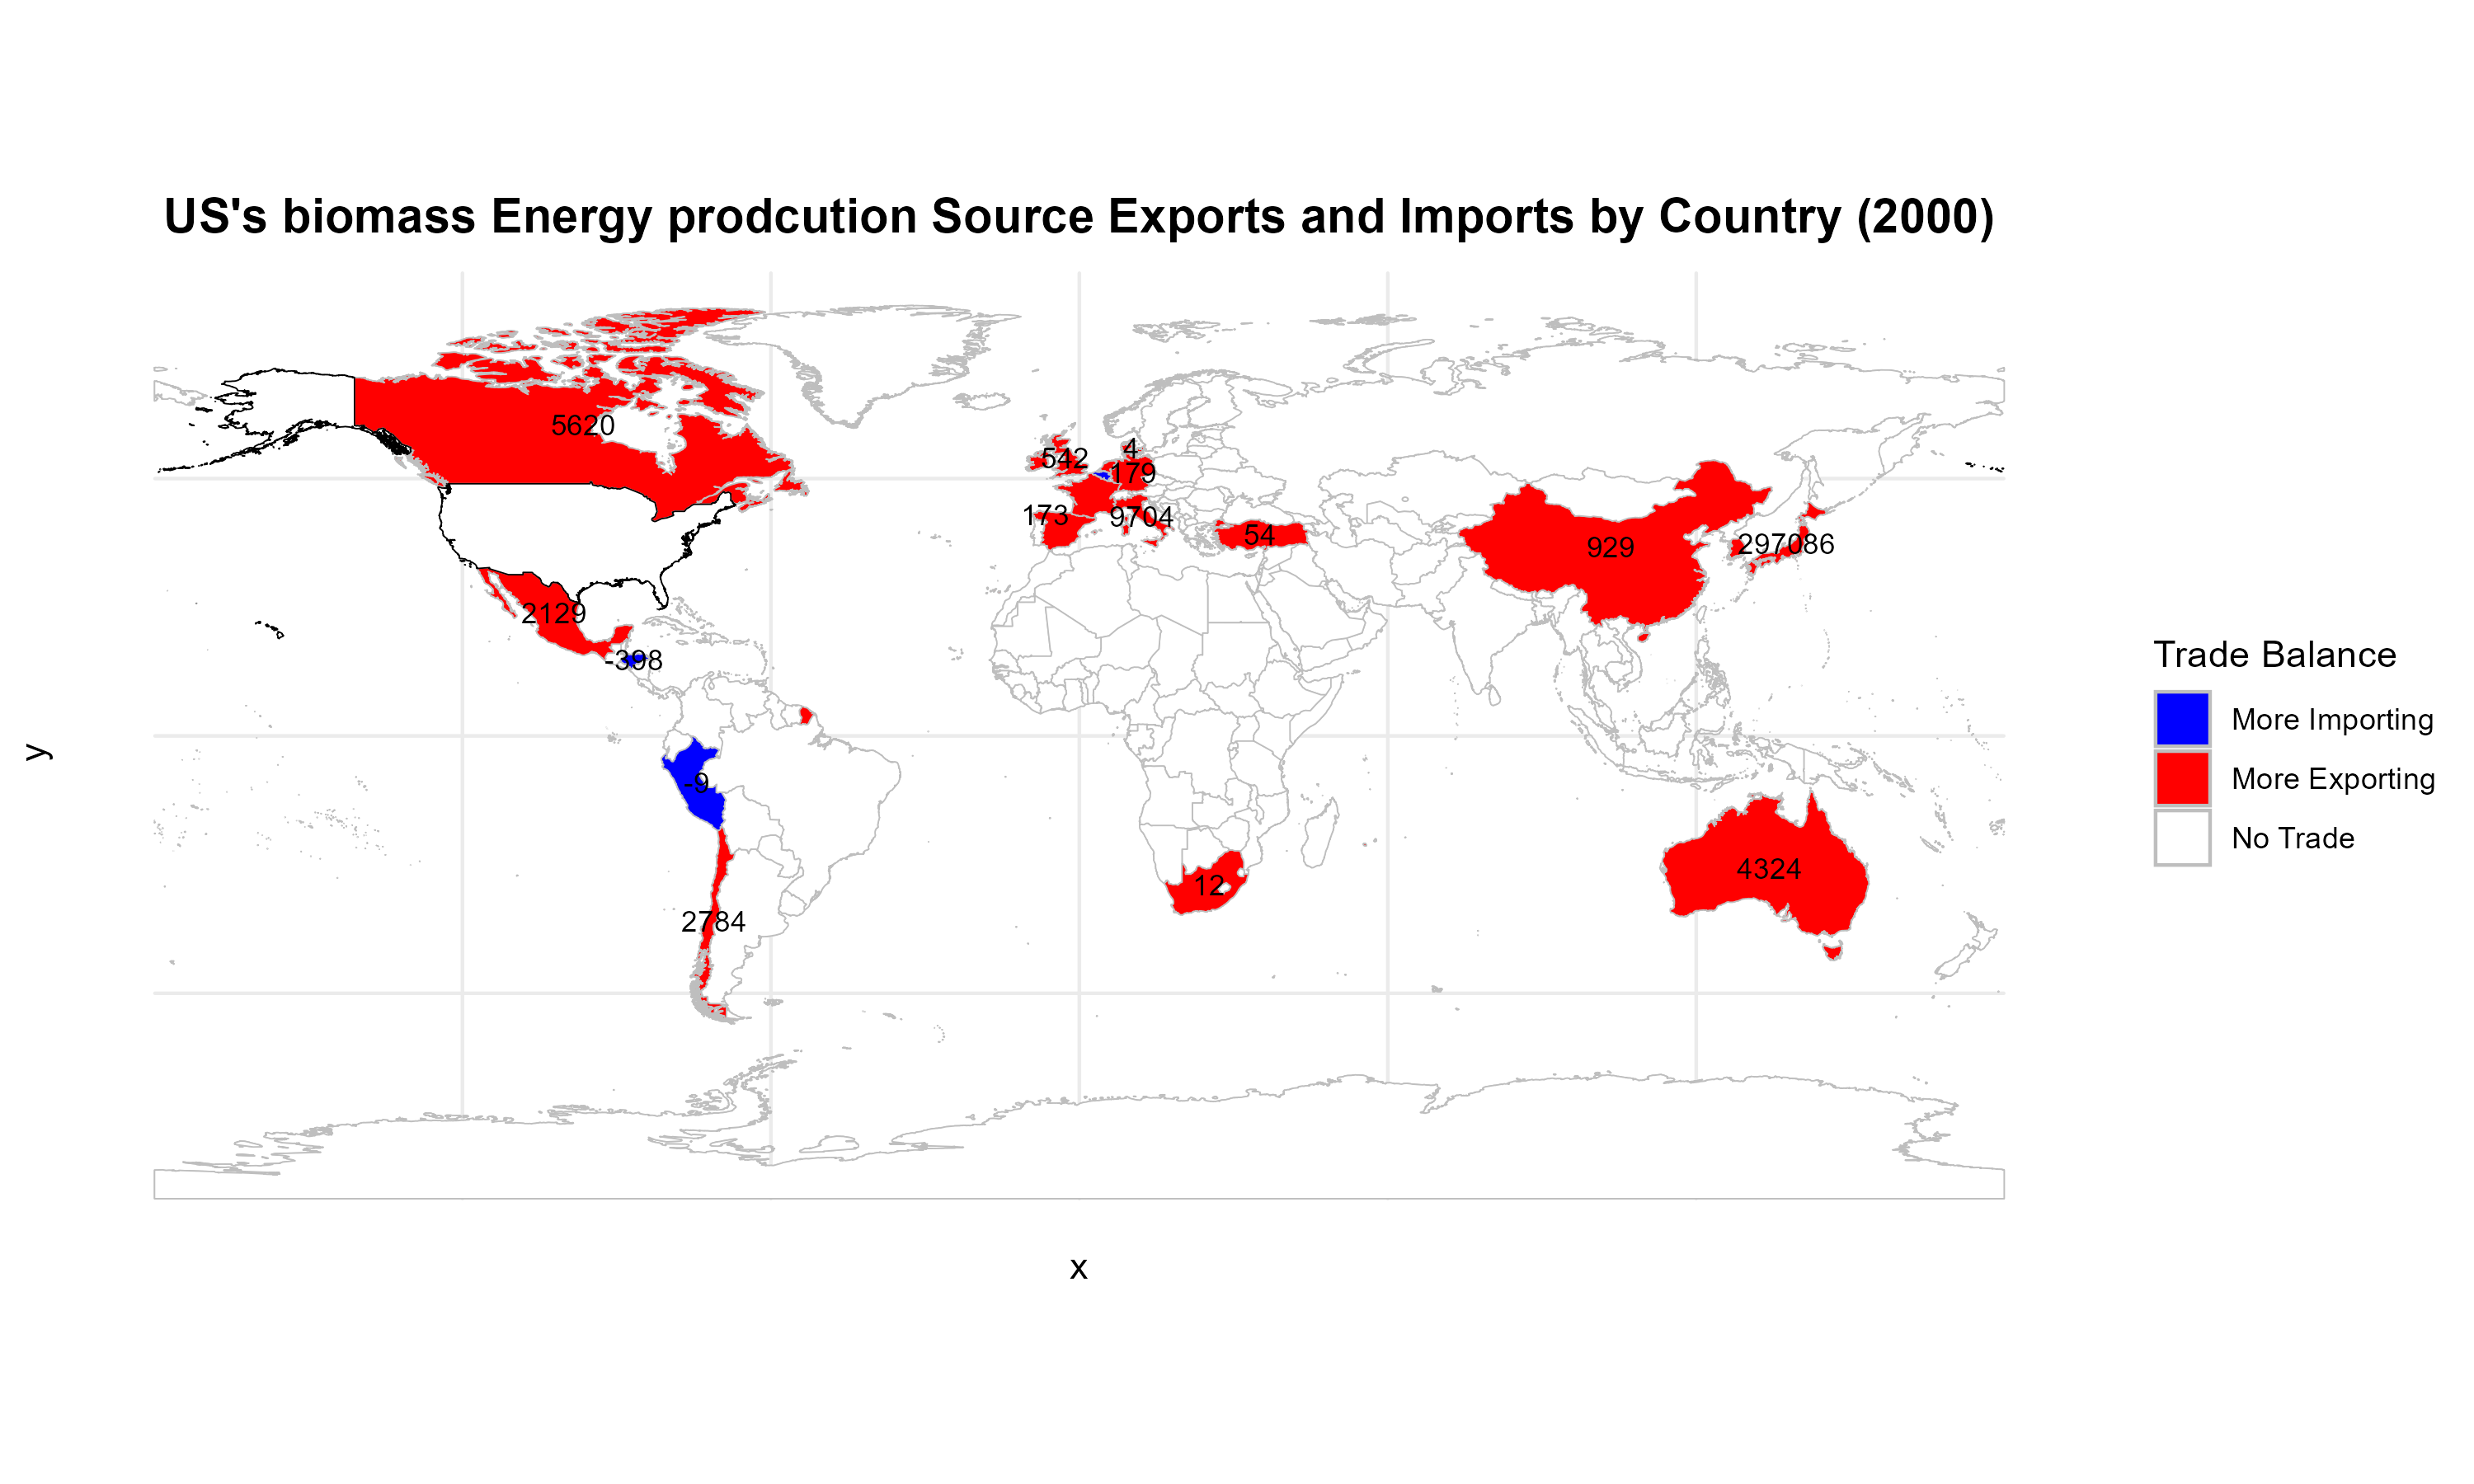 US's biomass Energy prodcution Source Exports and Imports by Country (2000)
5620
4
542
179
173
9704
54
929
297086
2129
-398
-9
4324
12
2784
y
x
Trade Balance
More Importing
More Exporting
No Trade